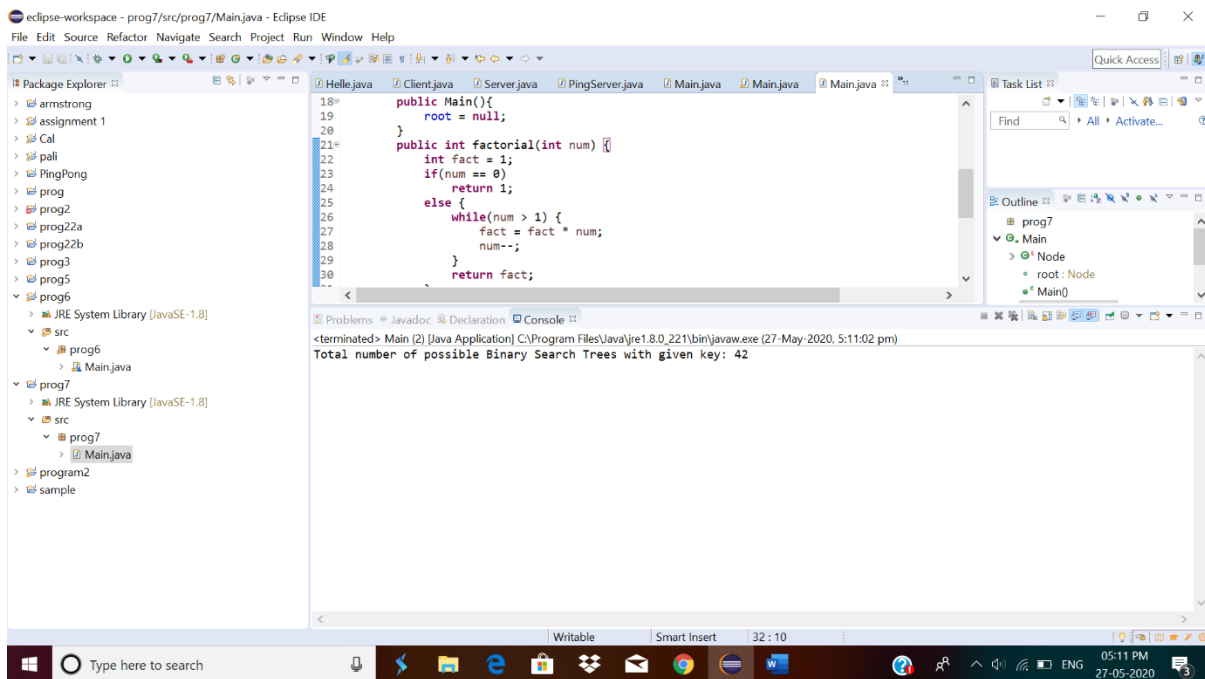 eclipse-workspace - prog7/src/prog7/Main.java - Eclipse IDE
File Edit Source Refactor Navigate Search Project Run Window Help
Quick Access
Package Explorer
armstrong
assignment 1
Cal
pali
PingPong
prog
prog2
prog22a
prog22b
prog3
prog5
prog6
JRE System Library [JavaSE-1.8]
src
prog6
Main.java
prog7
JRE System Library [JavaSE-1.8]
src
prog7
Main.java
program2
sample
Helle.java Client.java Server.java PingServer.java Main.java Main.java Main.java »11
18 public Main(){
19 root = null;
20 }
21 public int factorial(int num) {
22 int fact = 1;
23 if(num == 0)
24 return 1;
25 else {
26 while(num > 1) {
27 fact = fact * num;
28 num--;
29 }
30 return fact;
Task List
Find All Activate...
Outline
prog7
Main
Node
root : Node
Main()
Problems Javadoc Declaration Console
<terminated> Main (2) [Java Application] C:\Program Files\Java\jre1.8.0_221\bin\javaw.exe (27-May-2020, 5:11:02 pm)
Total number of possible Binary Search Trees with given key: 42
Writable Smart Insert 32 : 10
Type here to search
ENG
05:11 PM
27-05-2020
3